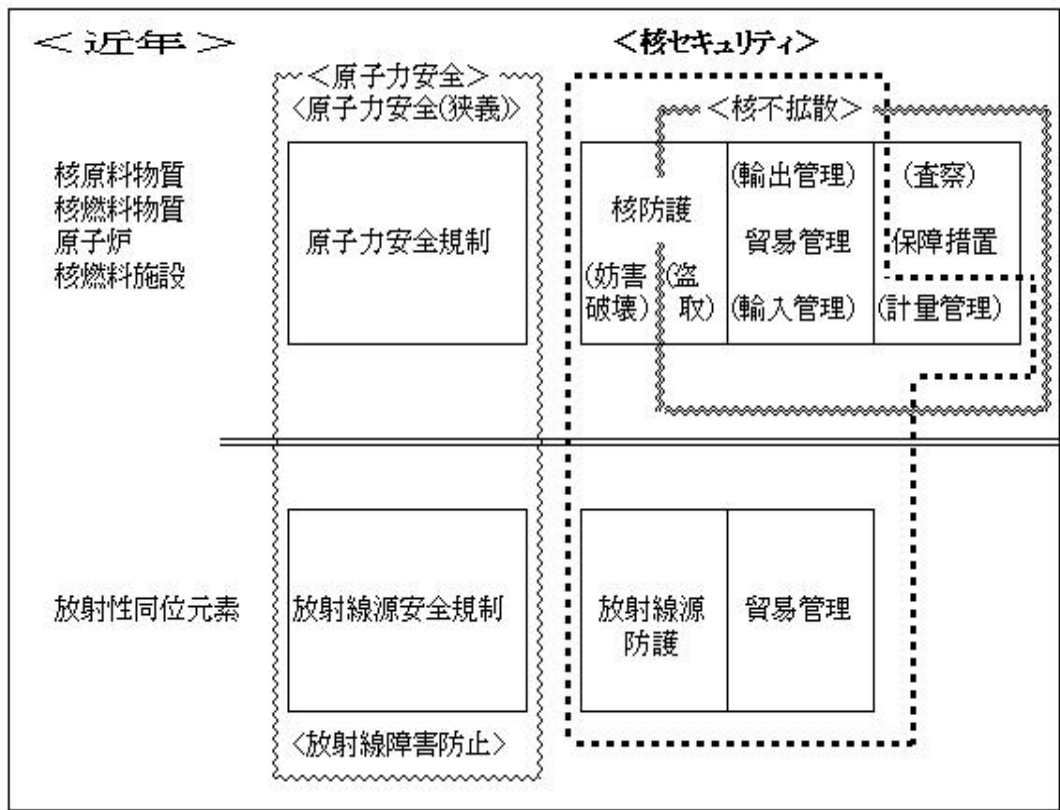 ＜近年＞
＜核セキュリティ＞
＜原子力安全＞
＜原子力安全(狭義)＞
＜核不拡散＞
核原料物質
核燃料物質
原子炉
核燃料施設
原子力安全規制
核防護
(妨害
破壊)
(盗
取)
(輸出管理)
貿易管理
(輸入管理)
(査察)
保障措置
(計量管理)
放射性同位元素
放射線源安全規制
放射線源
防護
貿易管理
＜放射線障害防止＞